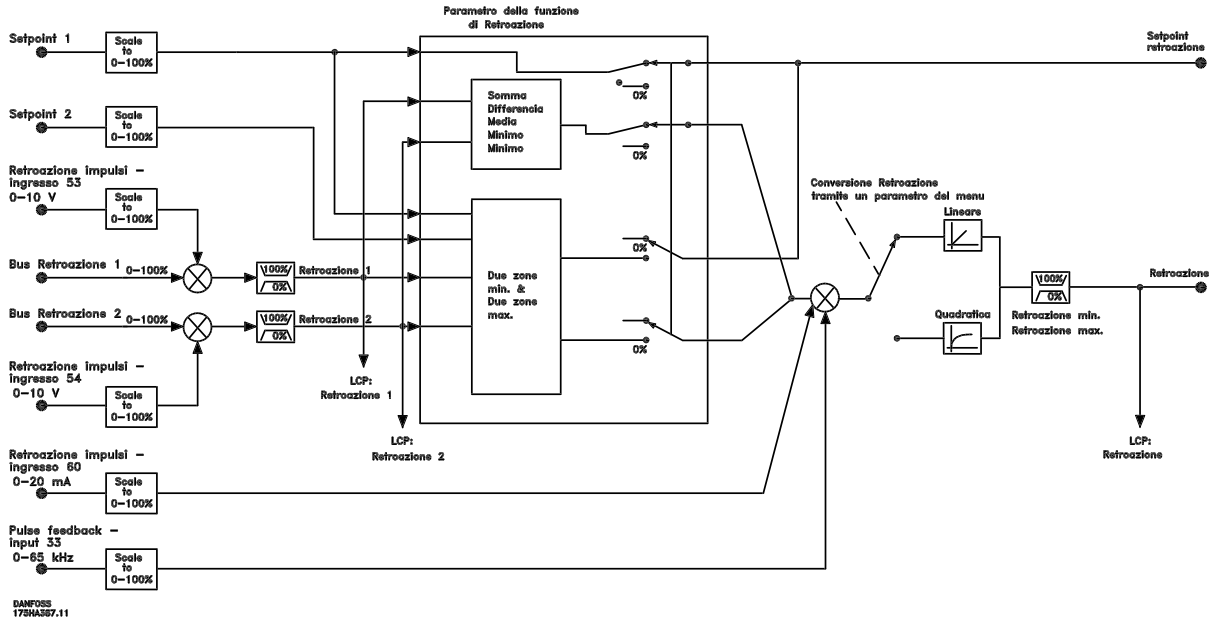 Parametro della funzione
di Retroazione
Setpoint 1
Scale
to
0-100%
Setpoint
retroazione
Setpoint 2
Scale
to
0-100%
Somma
Differencia
Media
Minimo
Minimo
0%
0%
Retroazione impulsi -
ingresso 53
0-10 V
Scale
to
0-100%
Conversione Retroazione
tramite un parametro del menu
Lineare
Bus Retroazione 1
0-100%
100%
0%
Retroazione 1
Due zone
min. &
Due zone
max.
0%
0%
Bus Retroazione 2
0-100%
100%
0%
Retroazione 2
Quadratica
100%
0%
Retroazione min.
Retroazione max.
Retroazione
Retroazione impulsi -
ingresso 54
0-10 V
Scale
to
0-100%
LCP:
Retroazione 1
LCP:
Retroazione 2
LCP:
Retroazione
Retroazione impulsi -
ingresso 60
0-20 mA
Scale
to
0-100%
Pulse feedback -
input 33
0-65 kHz
Scale
to
0-100%
DANFOSS
175HA387.11